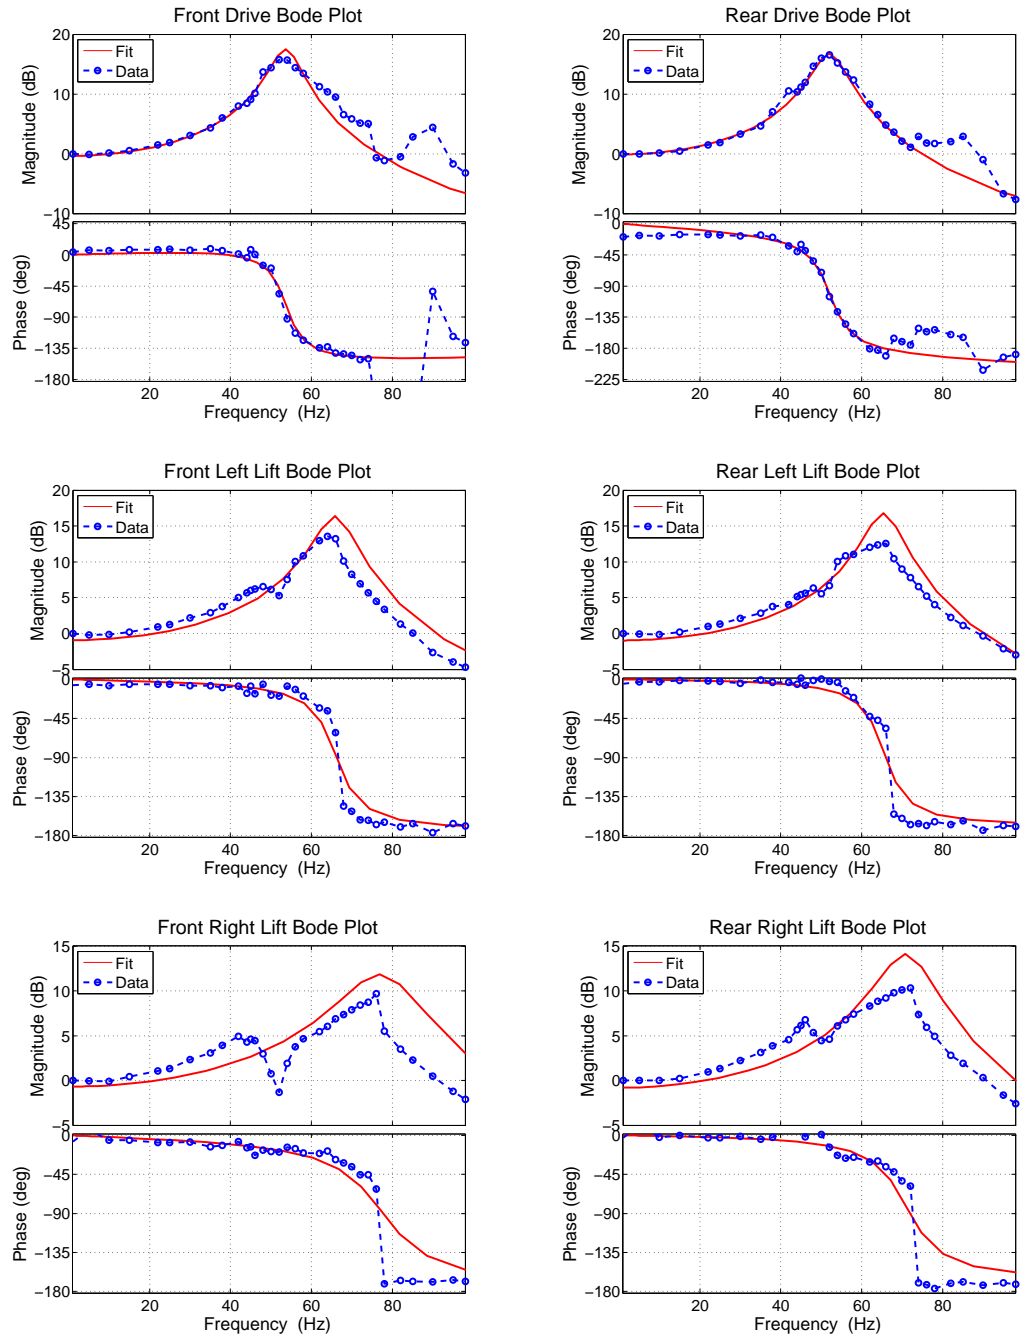 Front Drive Bode Plot
20
10
0
−10
Magnitude (dB)
Fit
Data
45
0
−45
−90
−135
−180
Phase (deg)
20 40 60 80
Frequency (Hz)
Rear Drive Bode Plot
20
10
0
−10
Magnitude (dB)
Fit
Data
0
−45
−90
−135
−180
−225
Phase (deg)
20 40 60 80
Frequency (Hz)
Front Left Lift Bode Plot
20
15
10
5
0
−5
Magnitude (dB)
Fit
Data
0
−45
−90
−135
−180
Phase (deg)
20 40 60 80
Frequency (Hz)
Rear Left Lift Bode Plot
20
15
10
5
0
−5
Magnitude (dB)
Fit
Data
0
−45
−90
−135
−180
Phase (deg)
20 40 60 80
Frequency (Hz)
Front Right Lift Bode Plot
15
10
5
0
−5
Magnitude (dB)
Fit
Data
0
−45
−90
−135
−180
Phase (deg)
20 40 60 80
Frequency (Hz)
Rear Right Lift Bode Plot
15
10
5
0
−5
Magnitude (dB)
Fit
Data
0
−45
−90
−135
−180
Phase (deg)
20 40 60 80
Frequency (Hz)